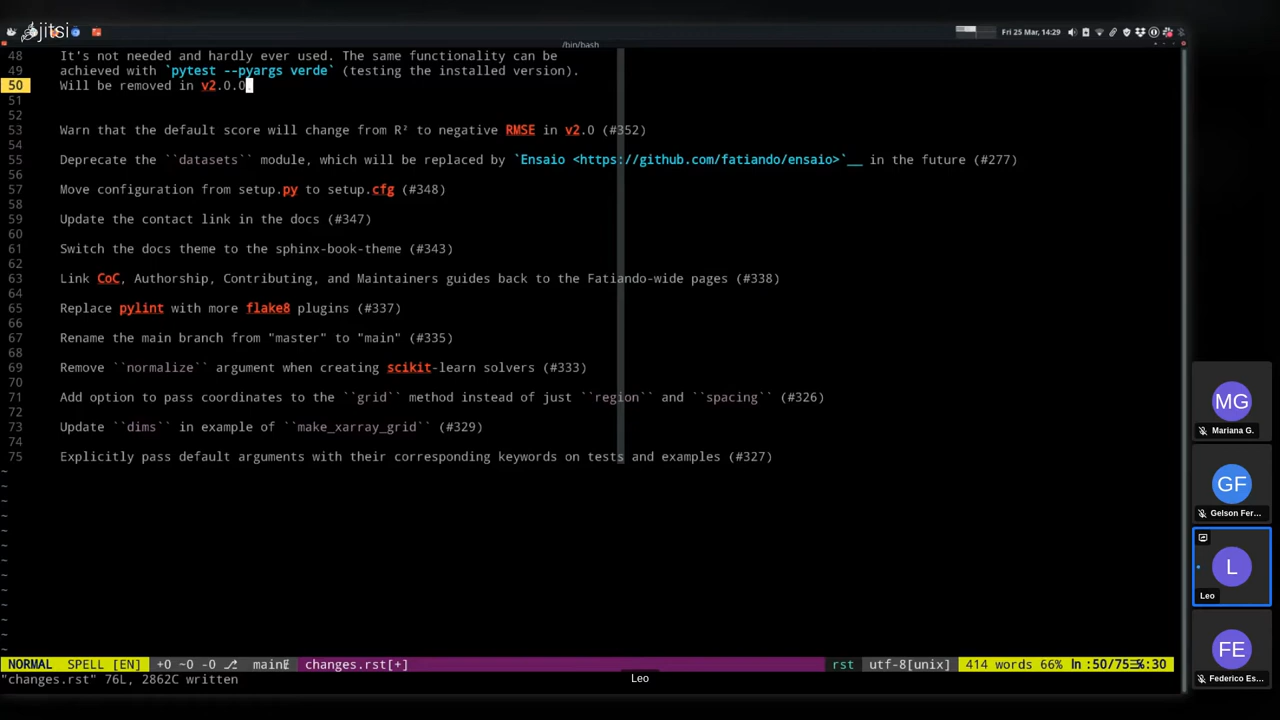 jitsi
Fri 25 Mar, 14:29
/bin/bash
48 It's not needed and hardly ever used. The same functionality can be
49 achieved with `pytest --pyargs verde` (testing the installed version).
50 Will be removed in v2.0.0.
51
52
53 Warn that the default score will change from R² to negative RMSE in v2.0 (#352)
54
55 Deprecate the ``datasets`` module, which will be replaced by `Ensaio <https://github.com/fatiando/ensaio>`__ in the future (#277)
56
57 Move configuration from setup.py to setup.cfg (#348)
58
59 Update the contact link in the docs (#347)
60
61 Switch the docs theme to the sphinx-book-theme (#343)
62
63 Link CoC, Authorship, Contributing, and Maintainers guides back to the Fatiando-wide pages (#338)
64
65 Replace pylint with more flake8 plugins (#337)
66
67 Rename the main branch from "master" to "main" (#335)
68
69 Remove ``normalize`` argument when creating scikit-learn solvers (#333)
70
71 Add option to pass coordinates to the ``grid`` method instead of just ``region`` and ``spacing`` (#326)
72
73 Update ``dims`` in example of ``make_xarray_grid`` (#329)
74
75 Explicitly pass default arguments with their corresponding keywords on tests and examples (#327)
~
~
~
~
~
~
~
~
~
~
~
~
NORMAL SPELL [EN] +0 ~0 -0 main changes.rst[+] rst utf-8[unix] 414 words 66% ln :50/75 :30
"changes.rst" 76L, 2862C written
Leo
MG
Mariana G.
GF
Gelson Fer...
L
Leo
FE
Federico Es...